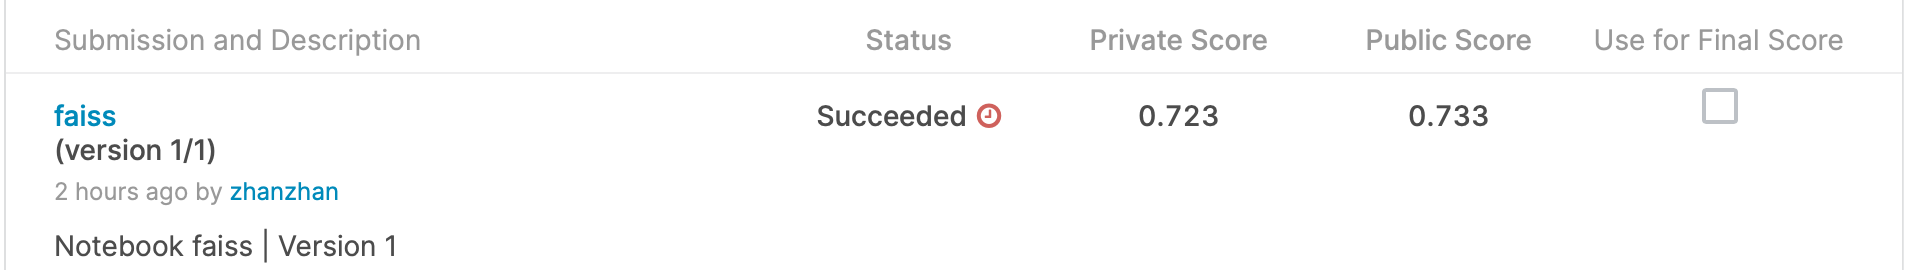 Submission and Description Status Private Score Public Score Use for Final Score
faiss Succeeded 0.723 0.733
(version 1/1)
2 hours ago by zhanzhan
Notebook faiss | Version 1